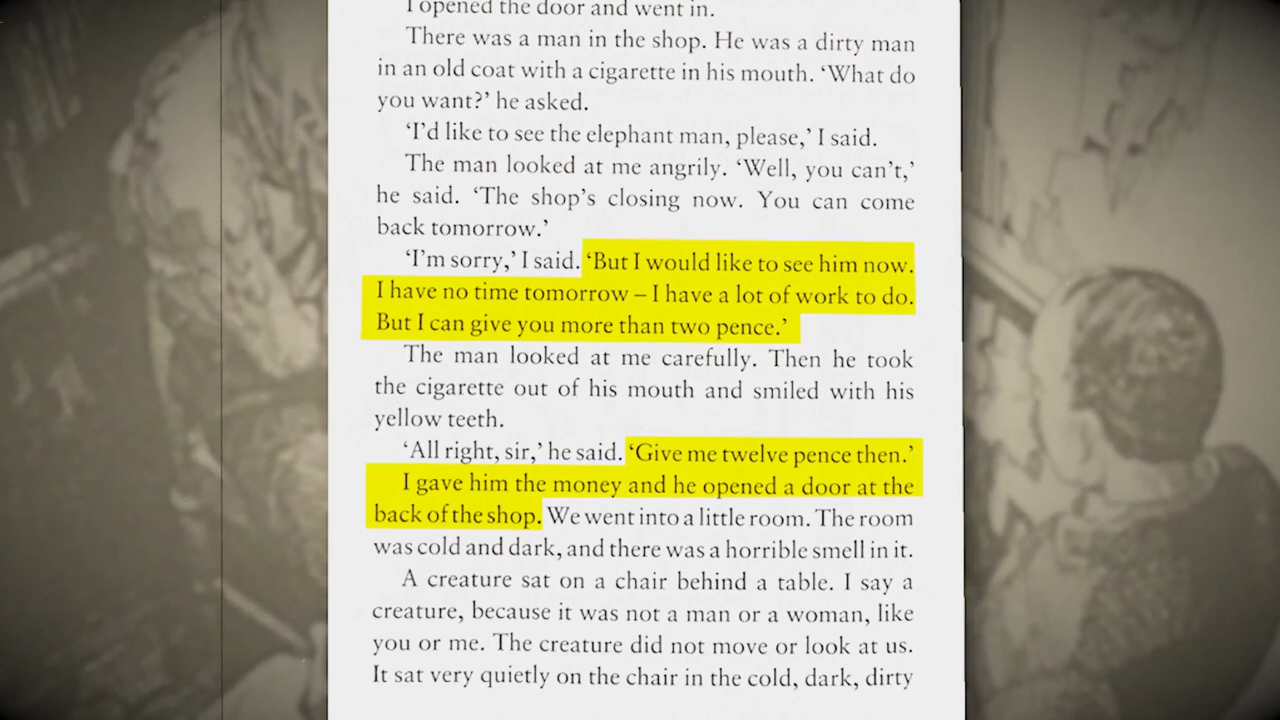 I opened the door and went in.
There was a man in the shop. He was a dirty man
in an old coat with a cigarette in his mouth. ‘What do
you want?’ he asked.
‘I’d like to see the elephant man, please,’ I said.
The man looked at me angrily. ‘Well, you can’t,’
he said. ‘The shop’s closing now. You can come
back tomorrow.’
‘I’m sorry,’ I said. ‘But I would like to see him now.
I have no time tomorrow – I have a lot of work to do.
But I can give you more than two pence.’
The man looked at me carefully. Then he took
the cigarette out of his mouth and smiled with his
yellow teeth.
‘All right, sir,’ he said. ‘Give me twelve pence then.’
I gave him the money and he opened a door at the
back of the shop. We went into a little room. The room
was cold and dark, and there was a horrible smell in it.
A creature sat on a chair behind a table. I say a
creature, because it was not a man or a woman, like
you or me. The creature did not move or look at us.
It sat very quietly on the chair in the cold, dark, dirty